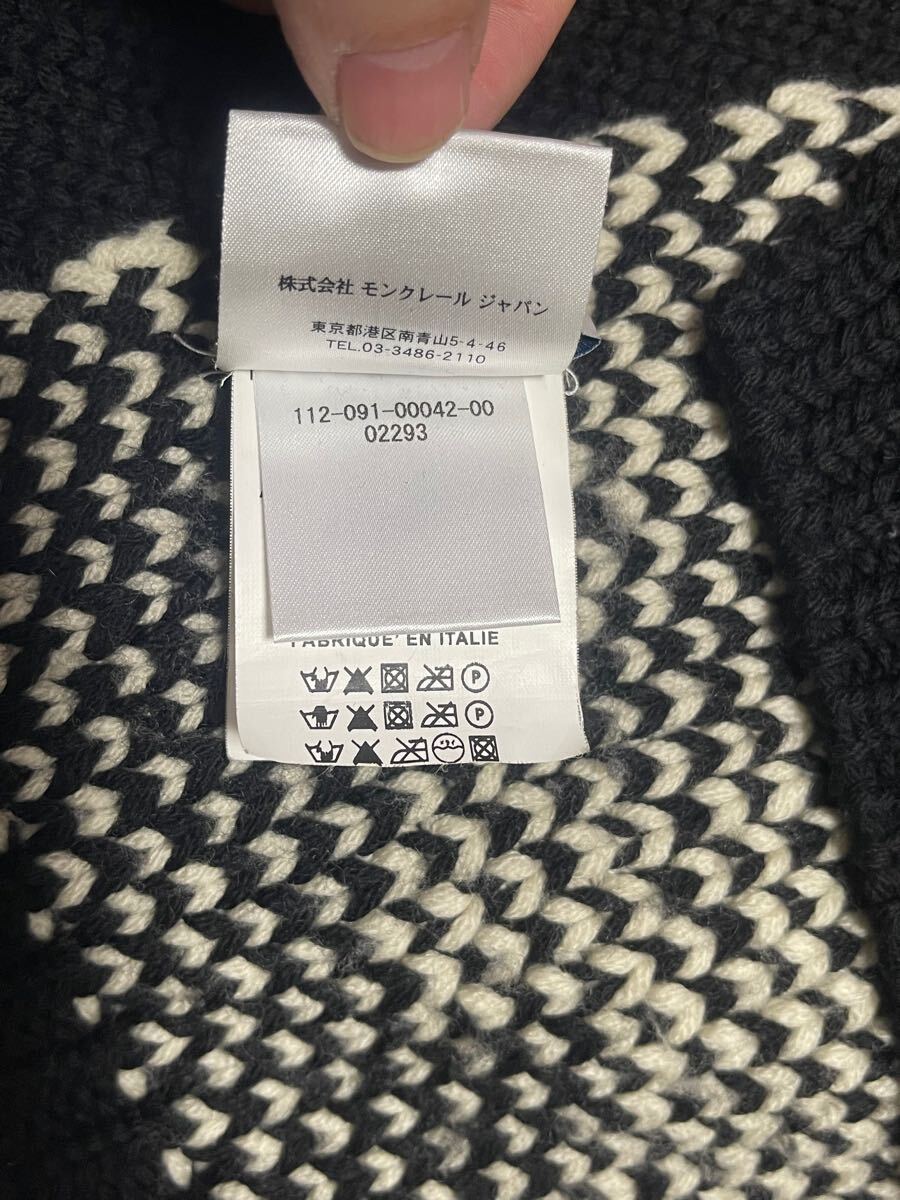 株式会社 モンクレール ジャパン
東京都港区南青山5-4-46
TEL.03-3486-2110
112-091-00042-00
02293
FABRIQUE' EN ITALIE
P
P